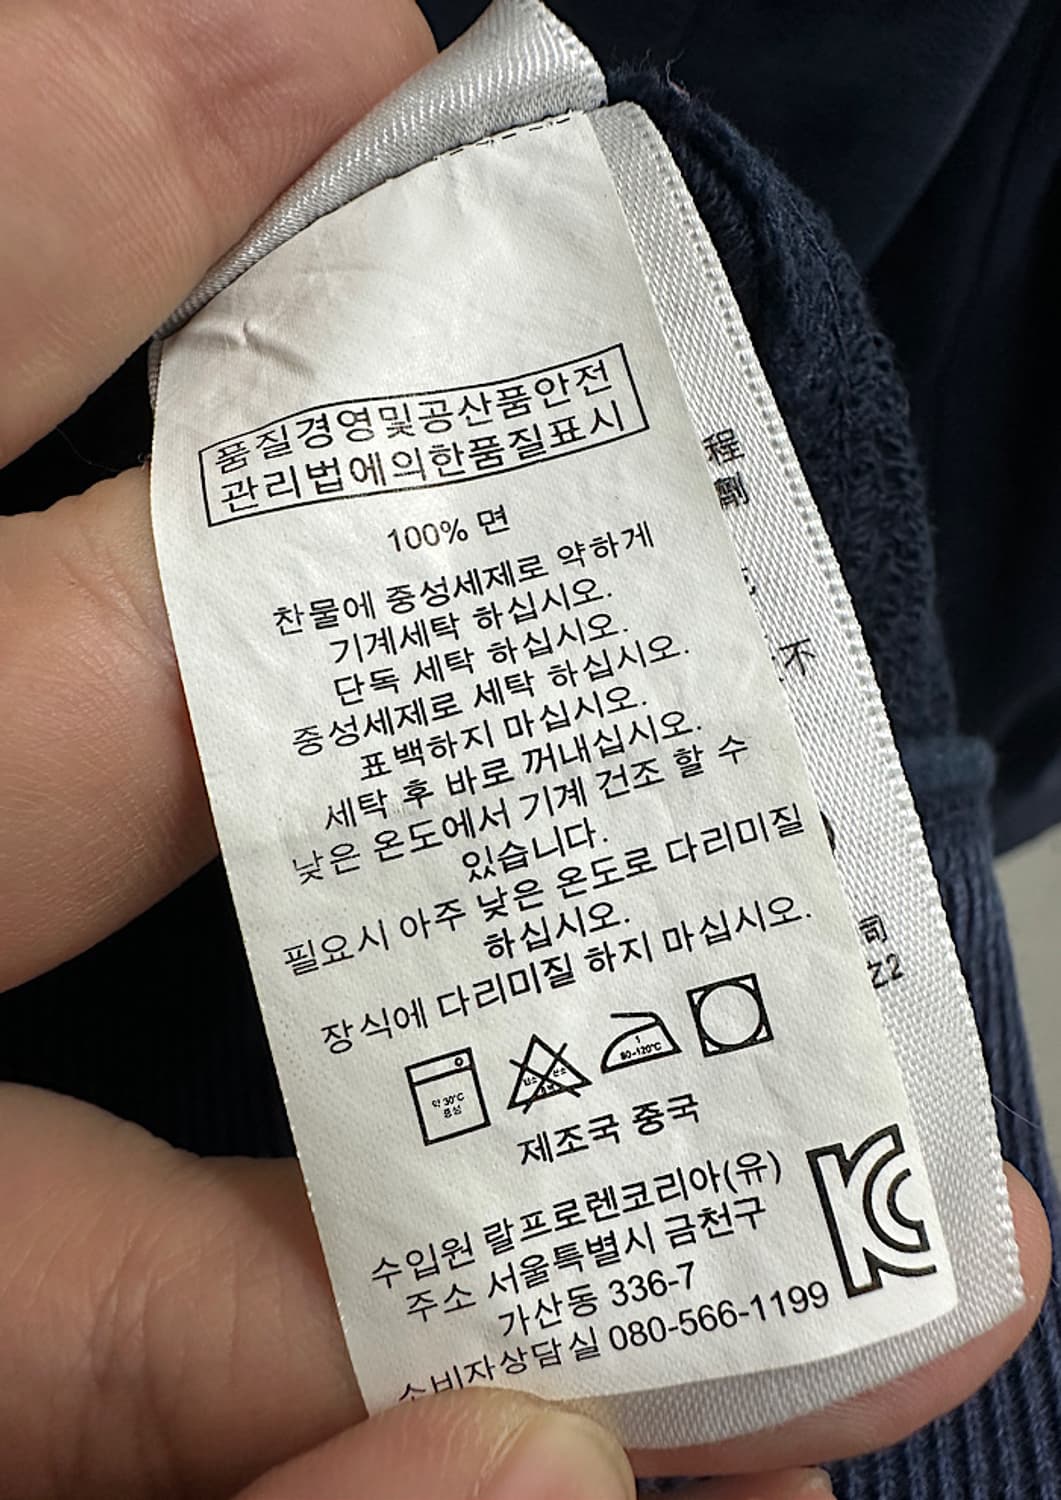 품질경영및공산품안전
관리법에의한품질표시
100% 면
찬물에 중성세제로 약하게
기계세탁 하십시오.
단독 세탁 하십시오.
중성세제로 세탁 하십시오.
표백하지 마십시오.
세탁 후 바로 꺼내십시오.
낮은 온도에서 기계 건조 할 수
있습니다.
필요시 아주 낮은 온도로 다리미질
하십시오.
장식에 다리미질 하지 마십시오.
약 30°C
중성
1
80~120°C
제조국 중국
수입원 랄프로렌코리아(유)
주소 서울특별시 금천구
가산동 336-7
소비자상담실 080-566-1199
KC
程
劑
不
司
Z2